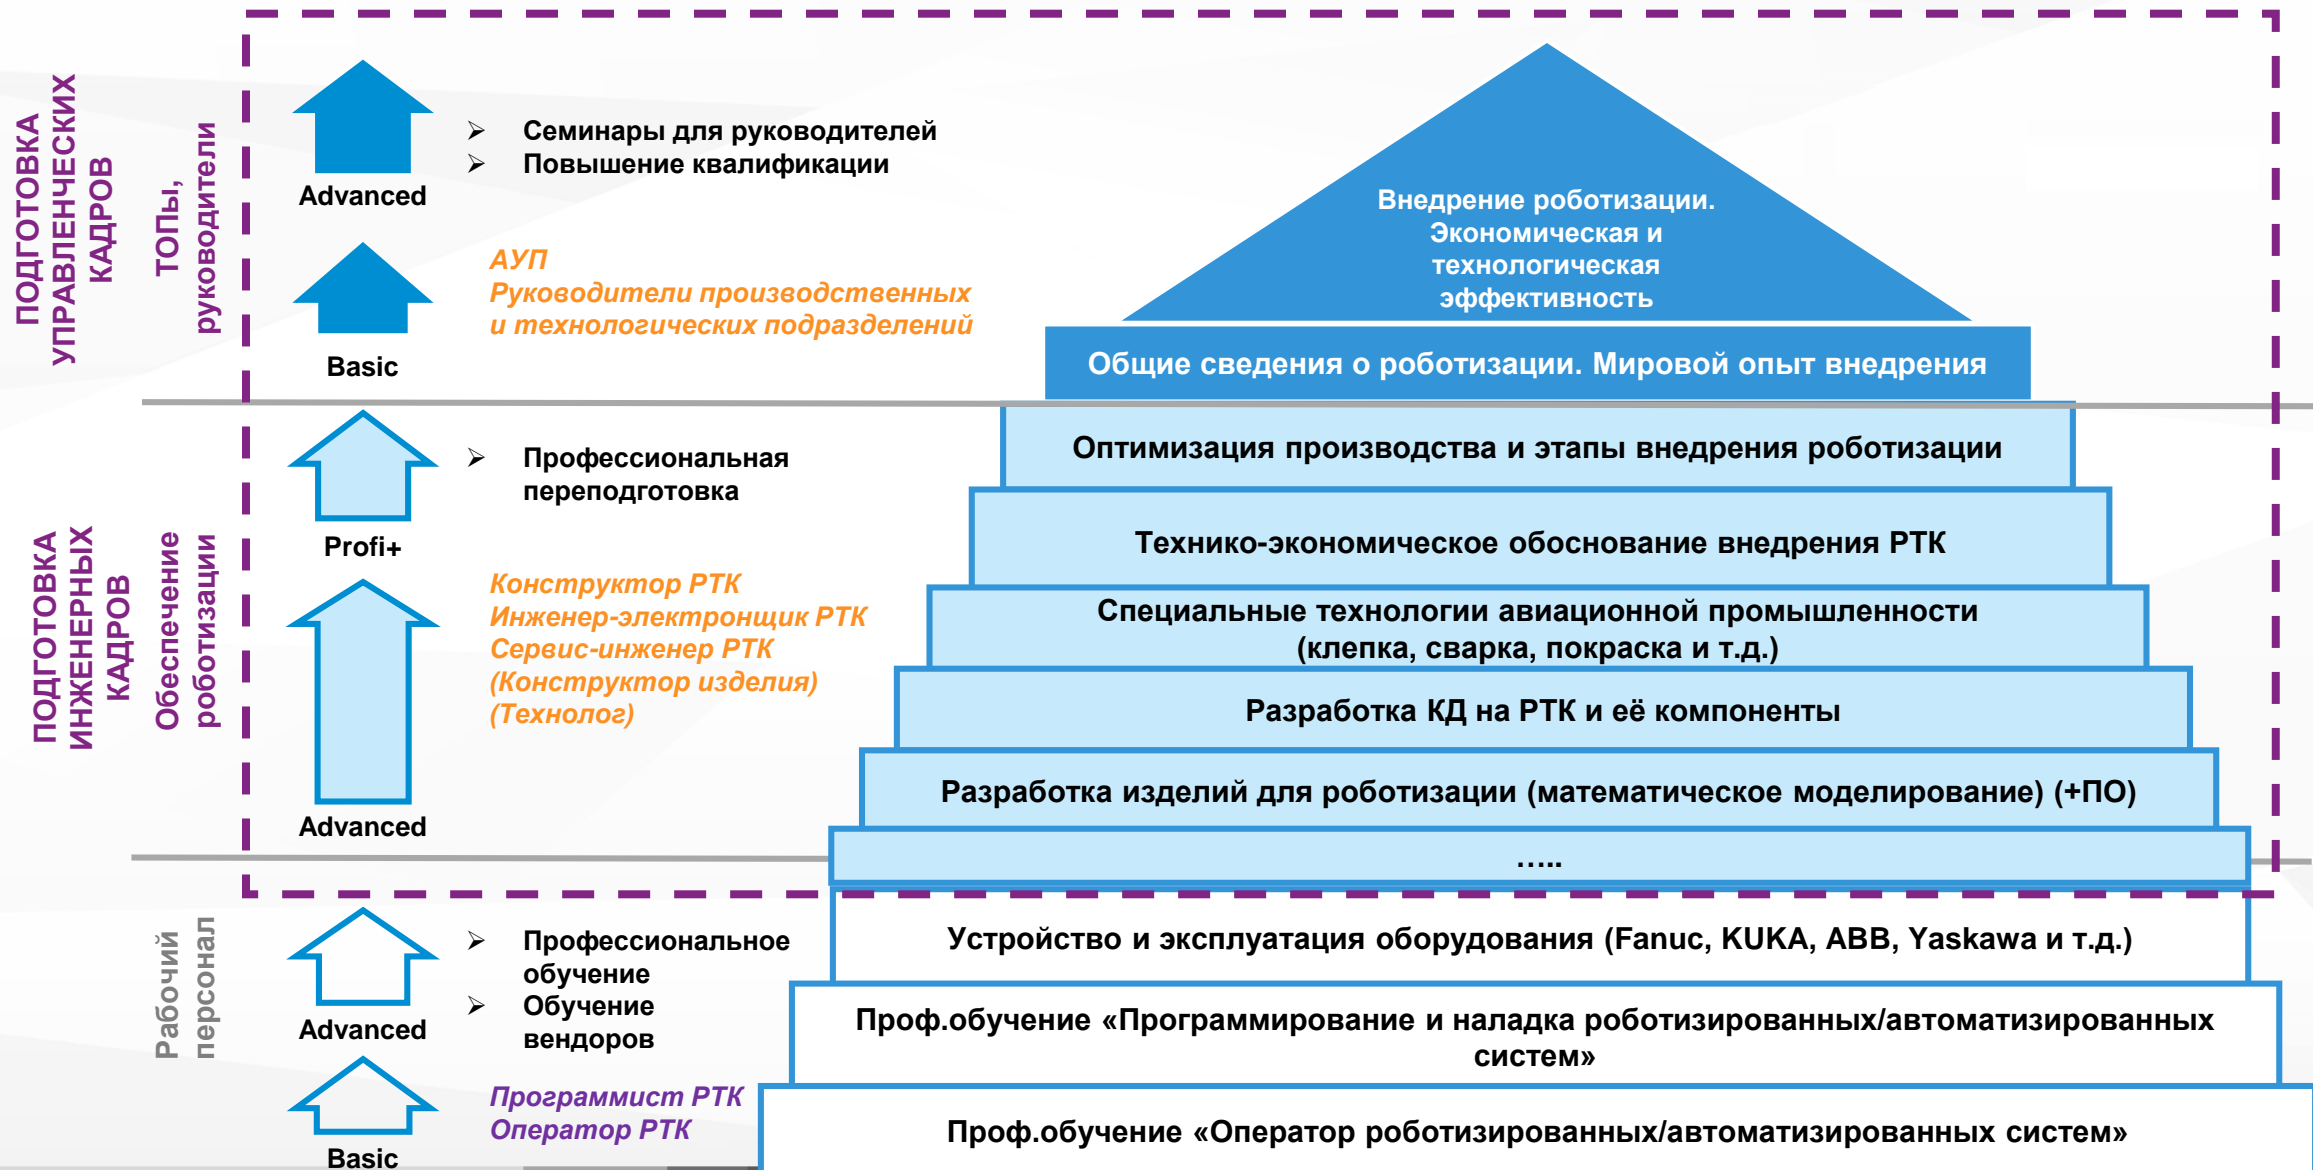 ПОДГОТОВКА
УПРАВЛЕНЧЕСКИХ
КАДРОВ
ТОПы,
руководители
Advanced
➢ Семинары для руководителей
➢ Повышение квалификации
Basic
АУП
Руководители производственных
и технологических подразделений
Внедрение роботизации.
Экономическая и
технологическая
эффективность
Общие сведения о роботизации. Мировой опыт внедрения
ПОДГОТОВКА
ИНЖЕНЕРНЫХ
КАДРОВ
Обеспечение
роботизации
Profi+
➢ Профессиональная
переподготовка
Advanced
Конструктор РТК
Инженер-электронщик РТК
Сервис-инженер РТК
(Конструктор изделия)
(Технолог)
Оптимизация производства и этапы внедрения роботизации
Технико-экономическое обоснование внедрения РТК
Специальные технологии авиационной промышленности
(клепка, сварка, покраска и т.д.)
Разработка КД на РТК и её компоненты
Разработка изделий для роботизации (математическое моделирование) (+ПО)
…..
Рабочий
персонал
Advanced
➢ Профессиональное
обучение
➢ Обучение
вендоров
Basic
Программист РТК
Оператор РТК
Устройство и эксплуатация оборудования (Fanuc, KUKA, ABB, Yaskawa и т.д.)
Проф.обучение «Программирование и наладка роботизированных/автоматизированных
систем»
Проф.обучение «Оператор роботизированных/автоматизированных систем»